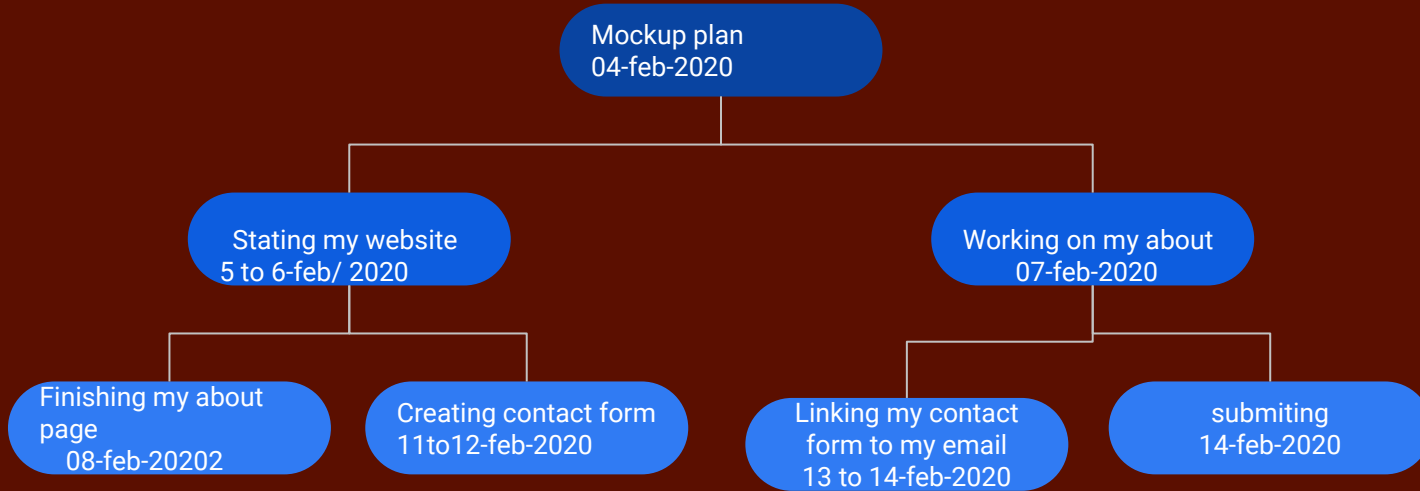 Mockup plan
04-feb-2020
Stating my website
5 to 6-feb/ 2020
Working on my about
07-feb-2020
Finishing my about
page
08-feb-20202
Creating contact form
11to12-feb-2020
Linking my contact
form to my email
13 to 14-feb-2020
submiting
14-feb-2020